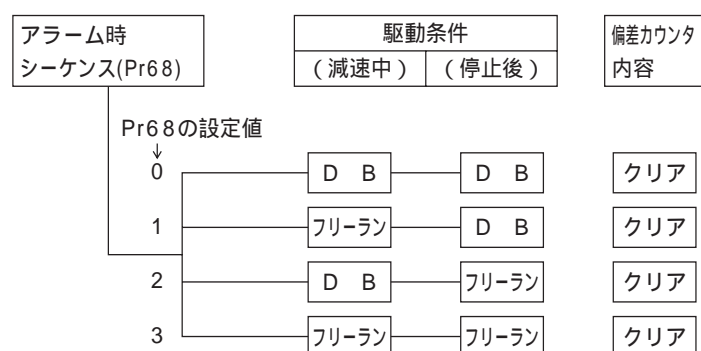 アラーム時
シーケンス(Pr68)
駆動条件
(減速中) (停止後)
偏差カウンタ
内容
Pr68の設定値
↓
0 D B D B クリア
1 フリーラン D B クリア
2 D B フリーラン クリア
3 フリーラン フリーラン クリア